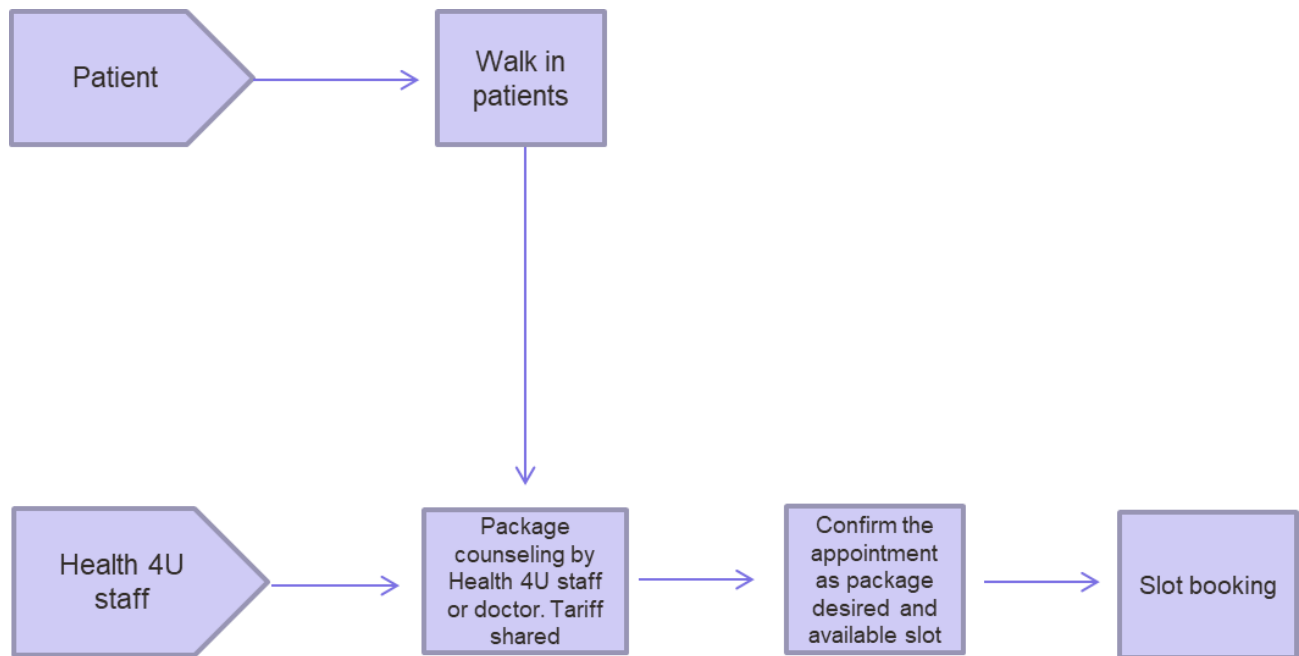 Patient
Walk in
patients
Health 4U
staff
Package
counseling by
Health 4U staff
or doctor. Tariff
shared
Confirm the
appointment
as package
desired and
available slot
Slot booking